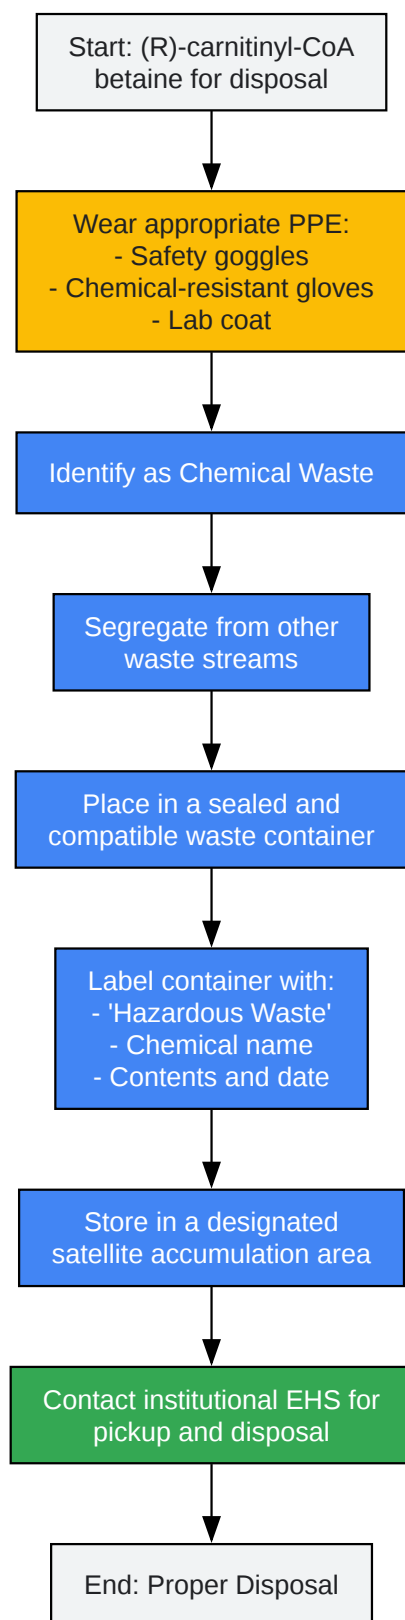 Start: (R)-carnitinyl-CoA
betaine for disposal
Wear appropriate PPE:
- Safety goggles
- Chemical-resistant gloves
- Lab coat
Identify as Chemical Waste
Segregate from other
waste streams
Place in a sealed and
compatible waste container
Label container with:
- 'Hazardous Waste'
- Chemical name
- Contents and date
Store in a designated
satellite accumulation area
Contact institutional EHS for
pickup and disposal
End: Proper Disposal